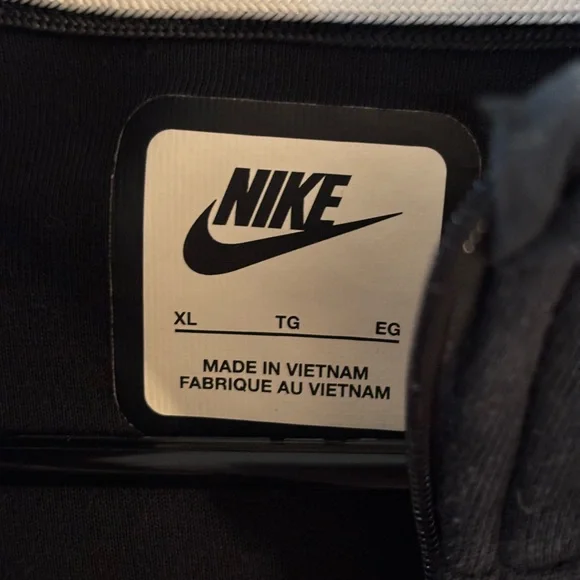 NIKE
XL TG EG
MADE IN VIETNAM
FABRIQUE AU VIETNAM